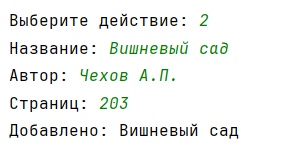 Выберите действие: 2
Название: Вишневый сад
Автор: Чехов А.П.
Страниц: 203
Добавлено: Вишневый сад